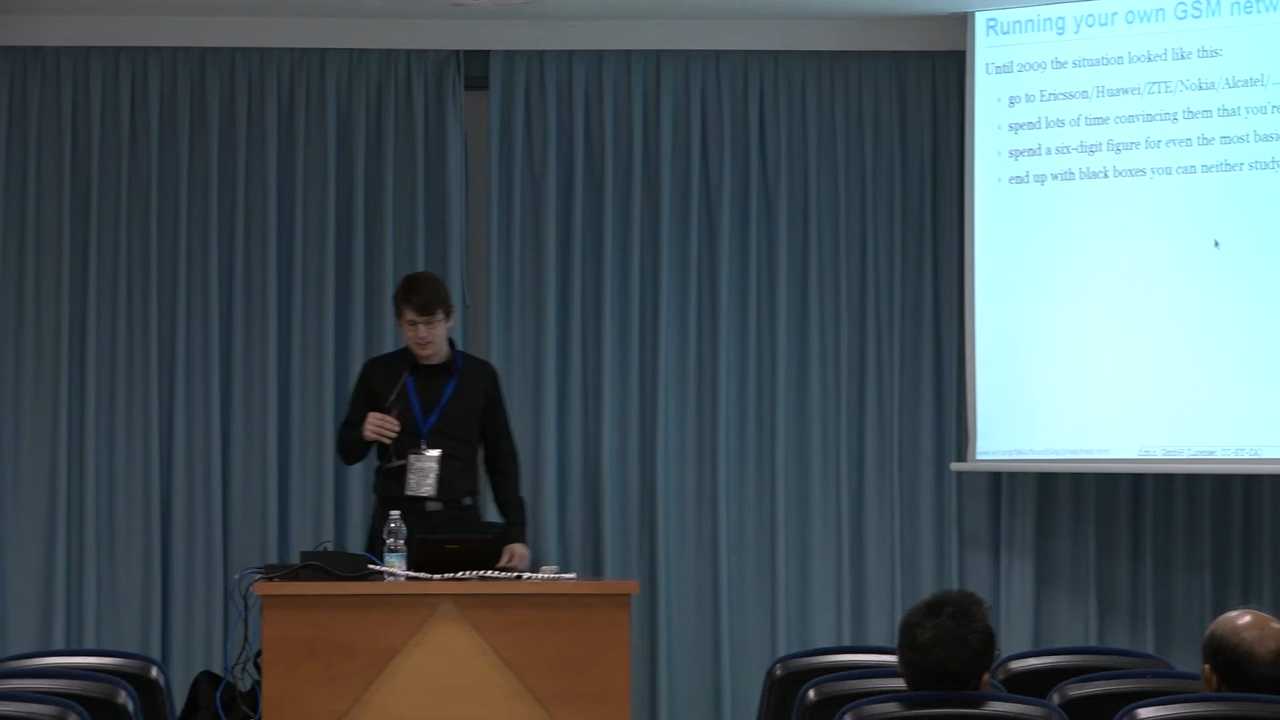 Running your own GSM netw
Until 2009 the situation looked like this:
go to Ericsson/Huawei/ZTE/Nokia/Alcatel/...
spend lots of time convincing them that you're
spend a six-digit figure for even the most basi
end up with black boxes you can neither study